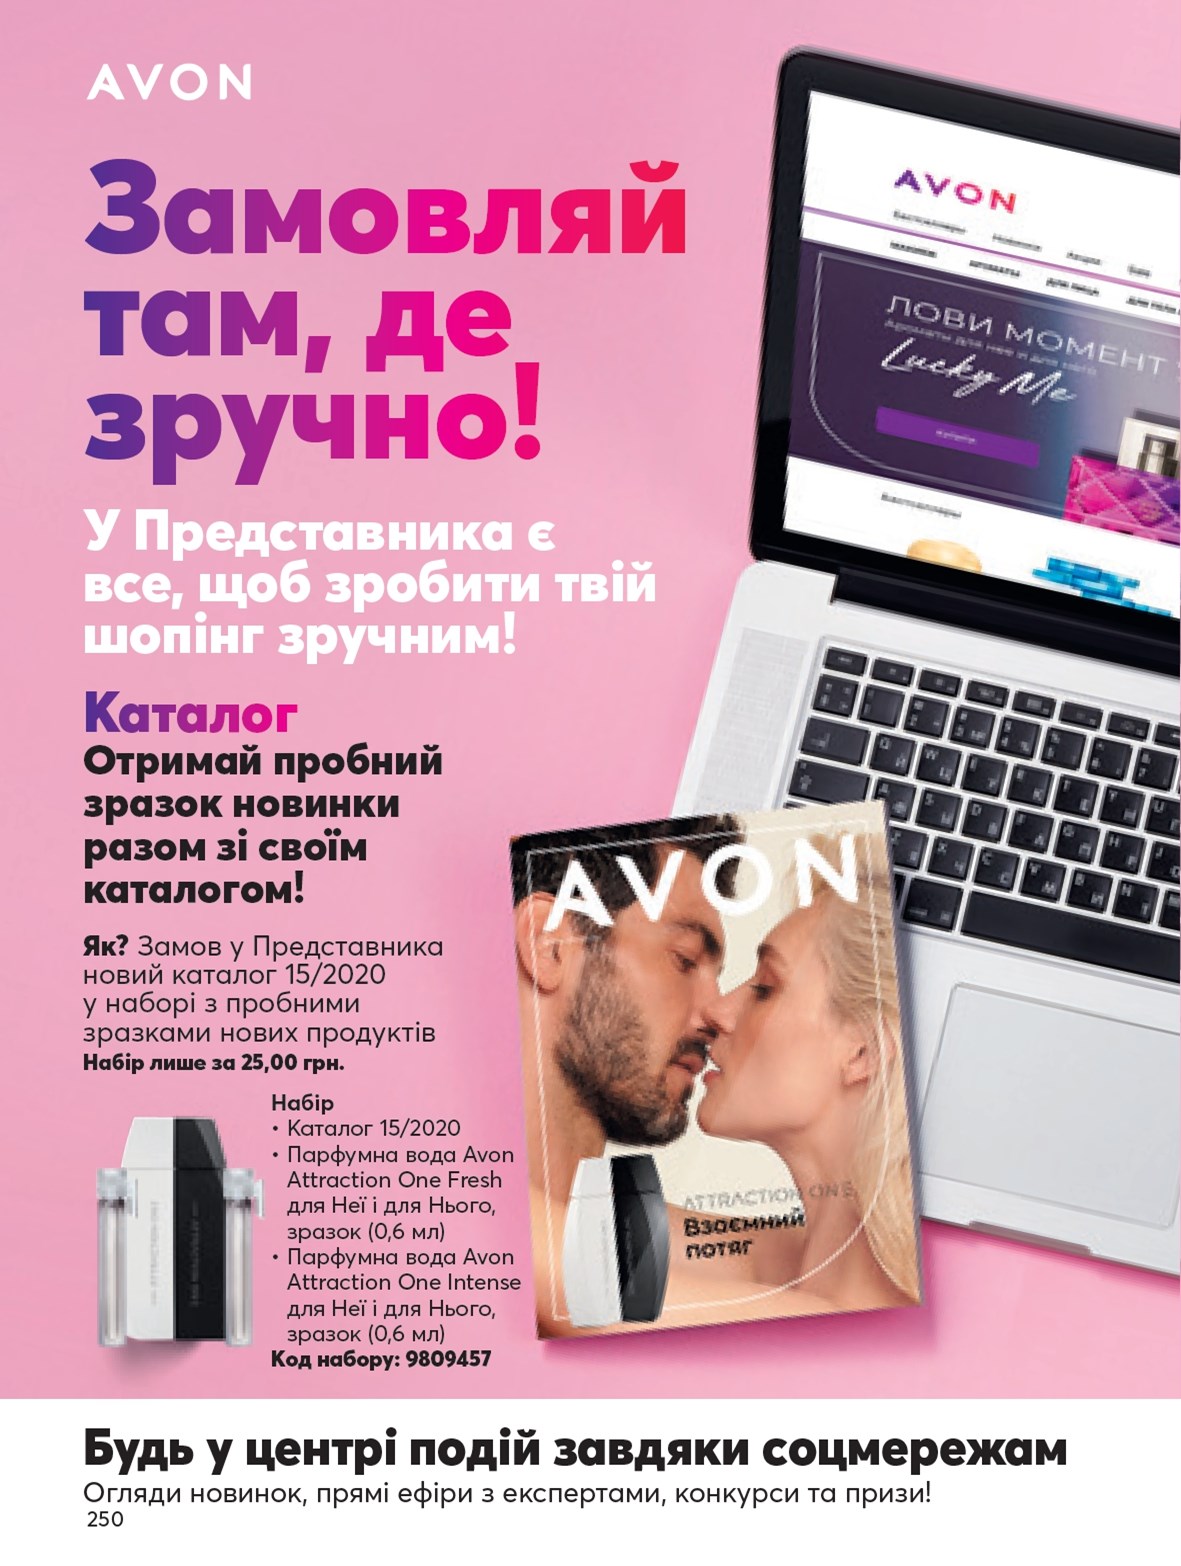 AVON
Замовляй
там, де
зручно!
У Представника є
все, щоб зробити твій
шопінг зручним!
Каталог
Отримай пробний
зразок новинки
разом зі своїм
каталогом!
Як? Замов у Представника
новий каталог 15/2020
у наборі з пробними
зразками нових продуктів
Набір лише за 25,00 грн.
Набір
• Каталог 15/2020
• Парфумна вода Avon
Attraction One Fresh
для Неї і для Нього,
зразок (0,6 мл)
• Парфумна вода Avon
Attraction One Intense
для Неї і для Нього,
зразок (0,6 мл)
Код набору: 9809457
AVON
ЛОВИ МОМЕНТ
Lucky Me
AVON
ATTRACTION ONE
Взаємний
потяг
Будь у центрі подій завдяки соцмережам
Огляди новинок, прямі ефіри з експертами, конкурси та призи!
250